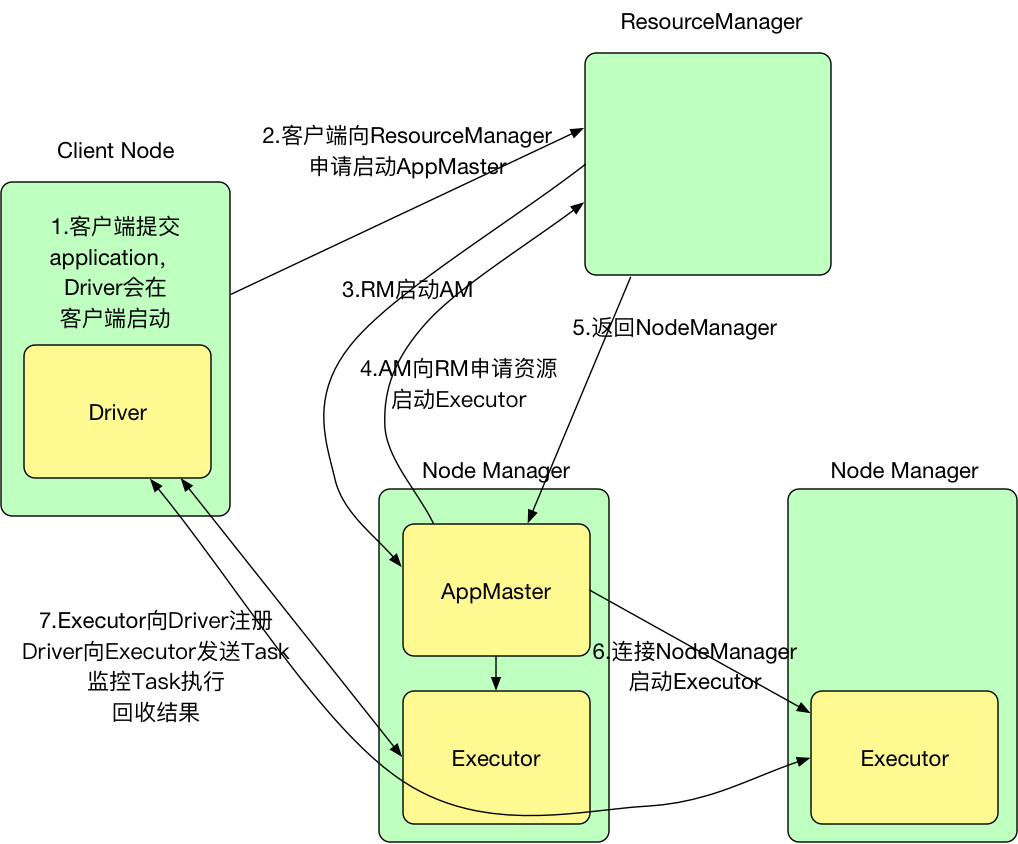 ResourceManager
2.客户端向ResourceManager
申请启动AppMaster
Client Node
1.客户端提交
application，
Driver会在
客户端启动
Driver
3.RM启动AM
5.返回NodeManager
4.AM向RM申请资源
启动Executor
Node Manager
Node Manager
AppMaster
7.Executor向Driver注册
Driver向Executor发送Task
监控Task执行
回收结果
6.连接NodeManager
启动Executor
Executor
Executor